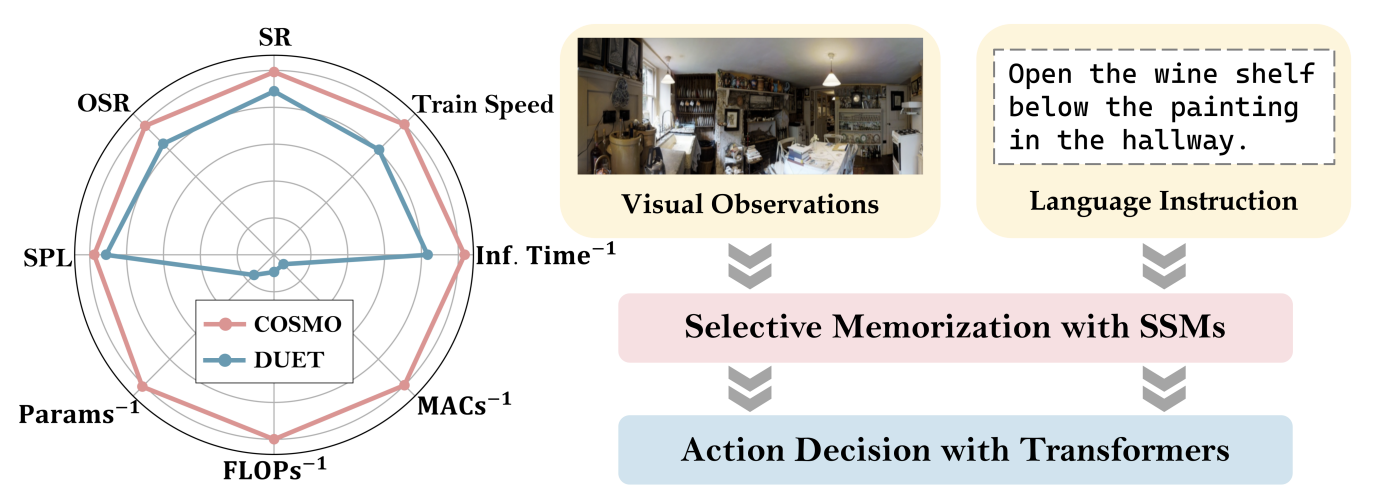 SR
OSR
Train Speed
SPL
Inf. Time⁻¹
Params⁻¹
MACs⁻¹
FLOPs⁻¹
COSMO
DUET
Visual Observations
Open the wine shelf
below the painting
in the hallway.
Language Instruction
Selective Memorization with SSMs
Action Decision with Transformers